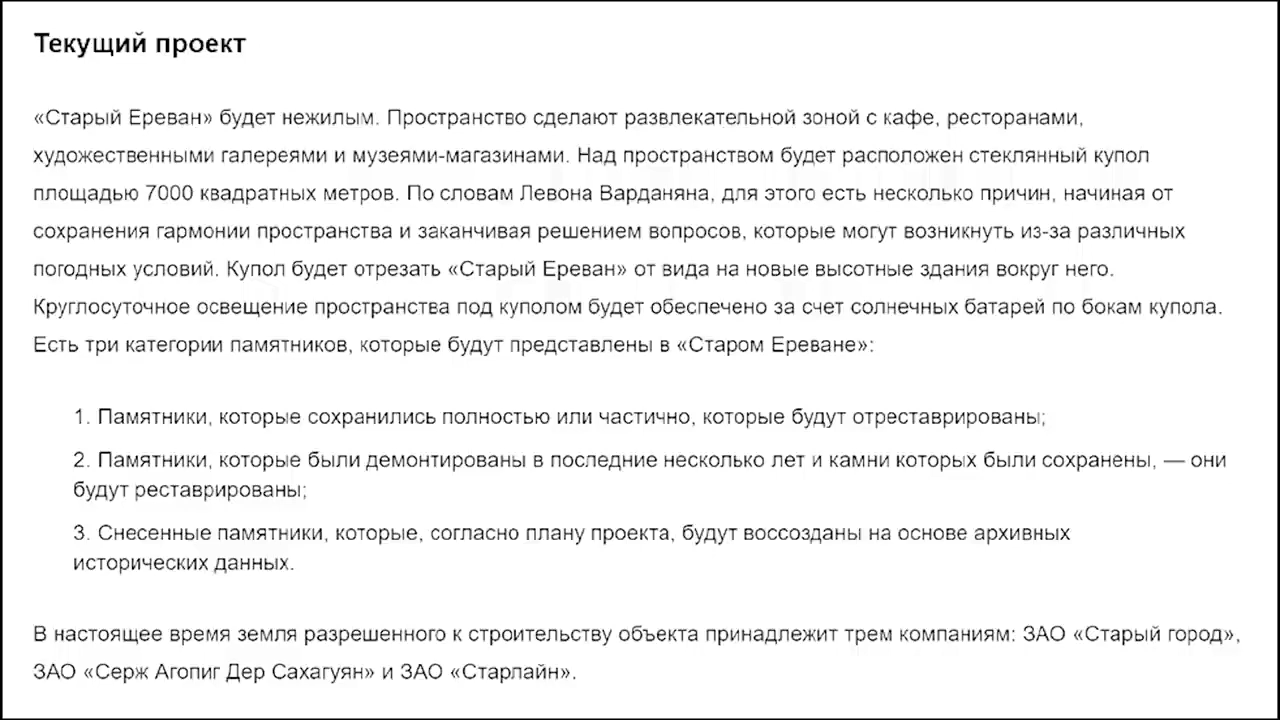 Текущий проект
«Старый Ереван» будет нежилым. Пространство сделают развлекательной зоной с кафе, ресторанами,
художественными галереями и музеями-магазинами. Над пространством будет расположен стеклянный купол
площадью 7000 квадратных метров. По словам Левона Варданяна, для этого есть несколько причин, начиная от
сохранения гармонии пространства и заканчивая решением вопросов, которые могут возникнуть из-за различных
погодных условий. Купол будет отрезать «Старый Ереван» от вида на новые высотные здания вокруг него.
Круглосуточное освещение пространства под куполом будет обеспечено за счет солнечных батарей по бокам купола.
Есть три категории памятников, которые будут представлены в «Старом Ереване»:
1. Памятники, которые сохранились полностью или частично, которые будут отреставрированы;
2. Памятники, которые были демонтированы в последние несколько лет и камни которых были сохранены, — они
будут реставрированы;
3. Снесенные памятники, которые, согласно плану проекта, будут воссозданы на основе архивных
исторических данных.
В настоящее время земля разрешенного к строительству объекта принадлежит трем компаниям: ЗАО «Старый город»,
ЗАО «Серж Агопиг Дер Сахагуян» и ЗАО «Старлайн».